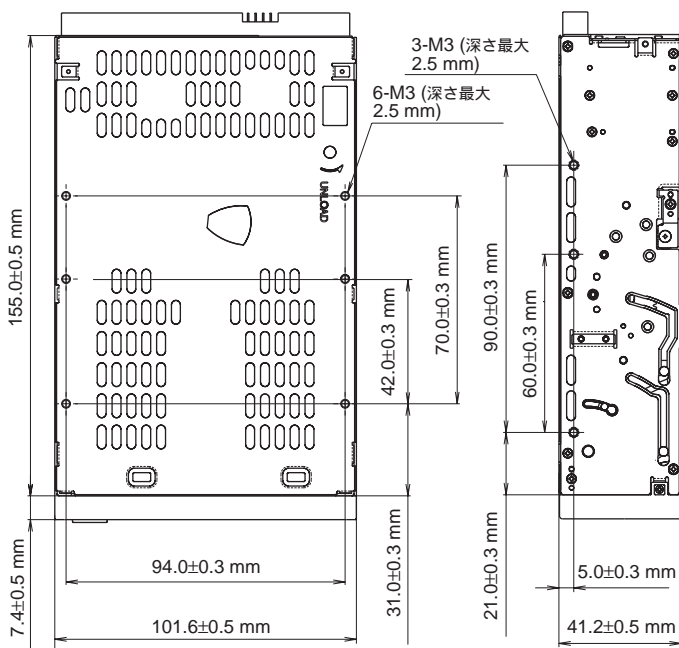 3-M3 (深さ最大
2.5 mm)
6-M3 (深さ最大
2.5 mm)
UNLOAD
155.0±0.5 mm
7.4±0.5 mm
94.0±0.3 mm
101.6±0.5 mm
31.0±0.3 mm
42.0±0.3 mm
70.0±0.3 mm
90.0±0.3 mm
60.0±0.3 mm
21.0±0.3 mm
5.0±0.3 mm
41.2±0.5 mm